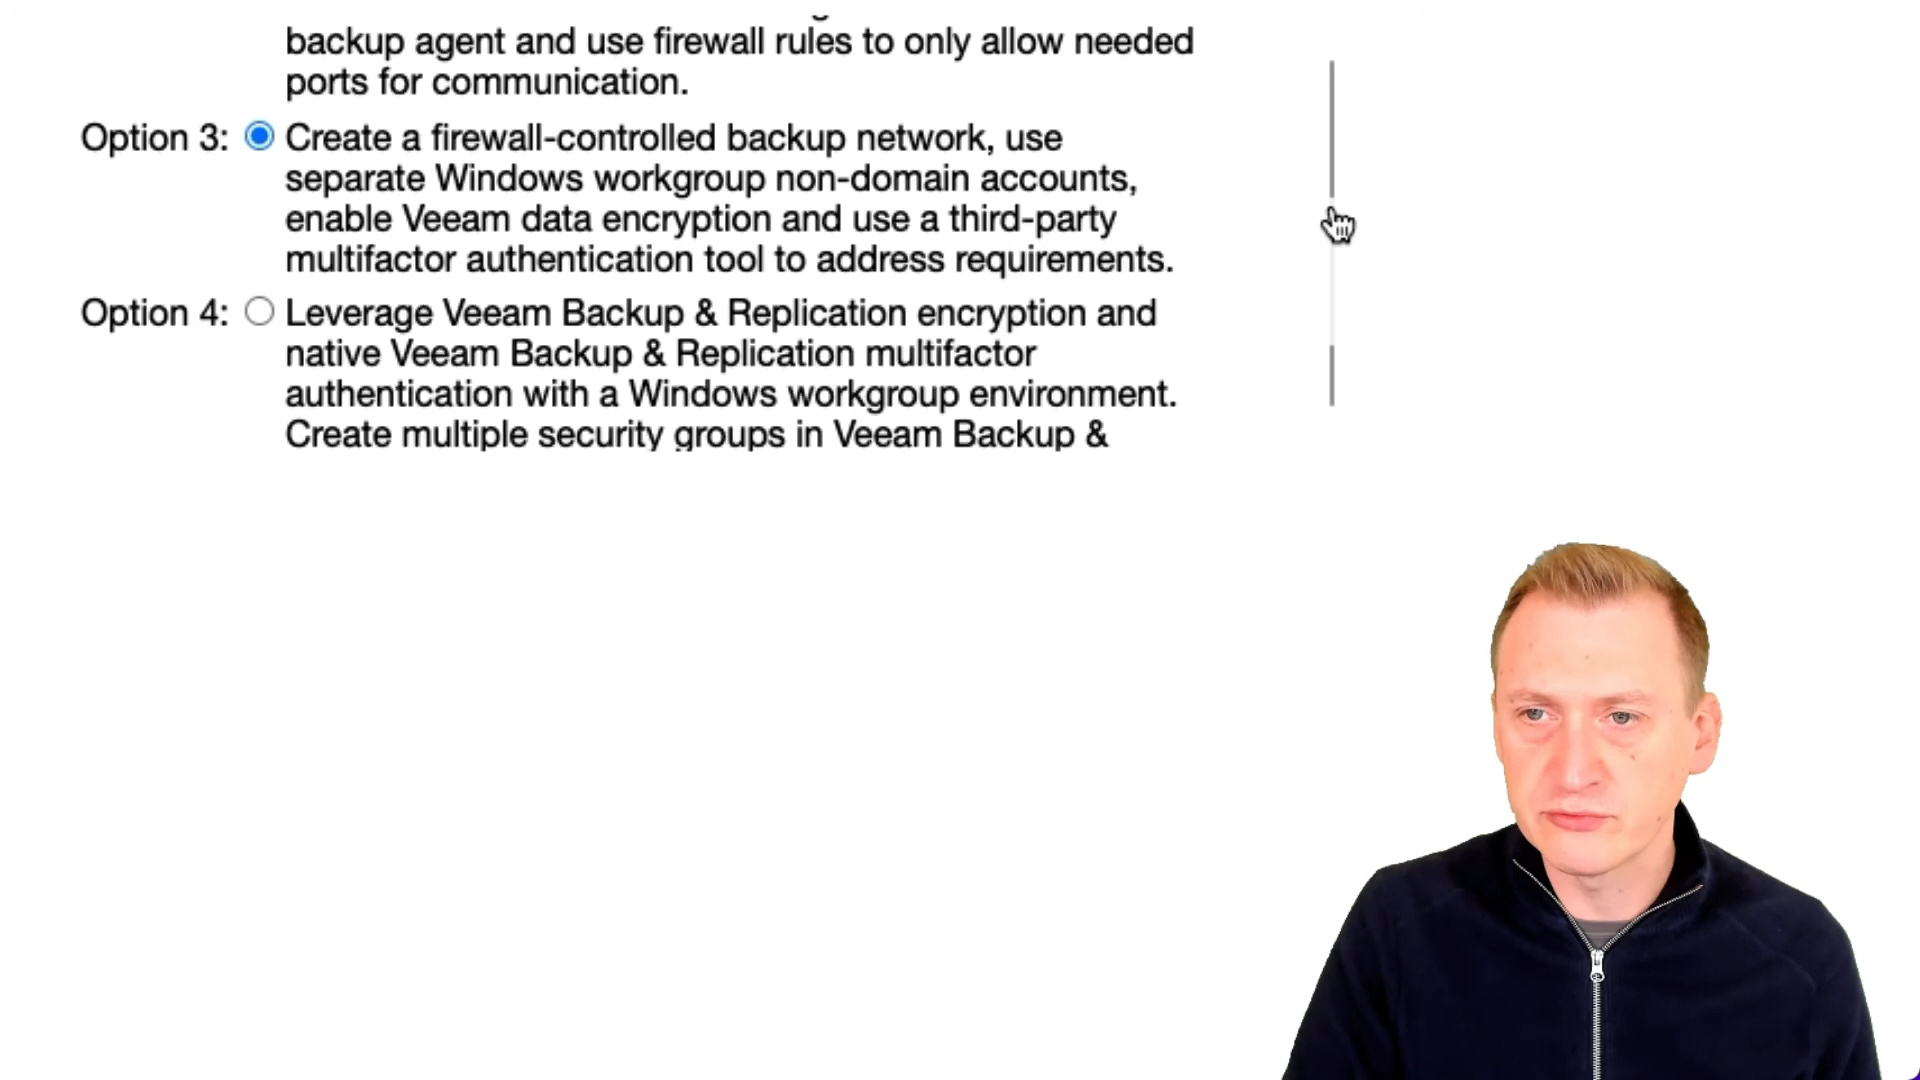 backup agent and use firewall rules to only allow needed
ports for communication.
Option 3: Create a firewall-controlled backup network, use
separate Windows workgroup non-domain accounts,
enable Veeam data encryption and use a third-party
multifactor authentication tool to address requirements.
Option 4: Leverage Veeam Backup & Replication encryption and
native Veeam Backup & Replication multifactor
authentication with a Windows workgroup environment.
Create multiple security groups in Veeam Backup &